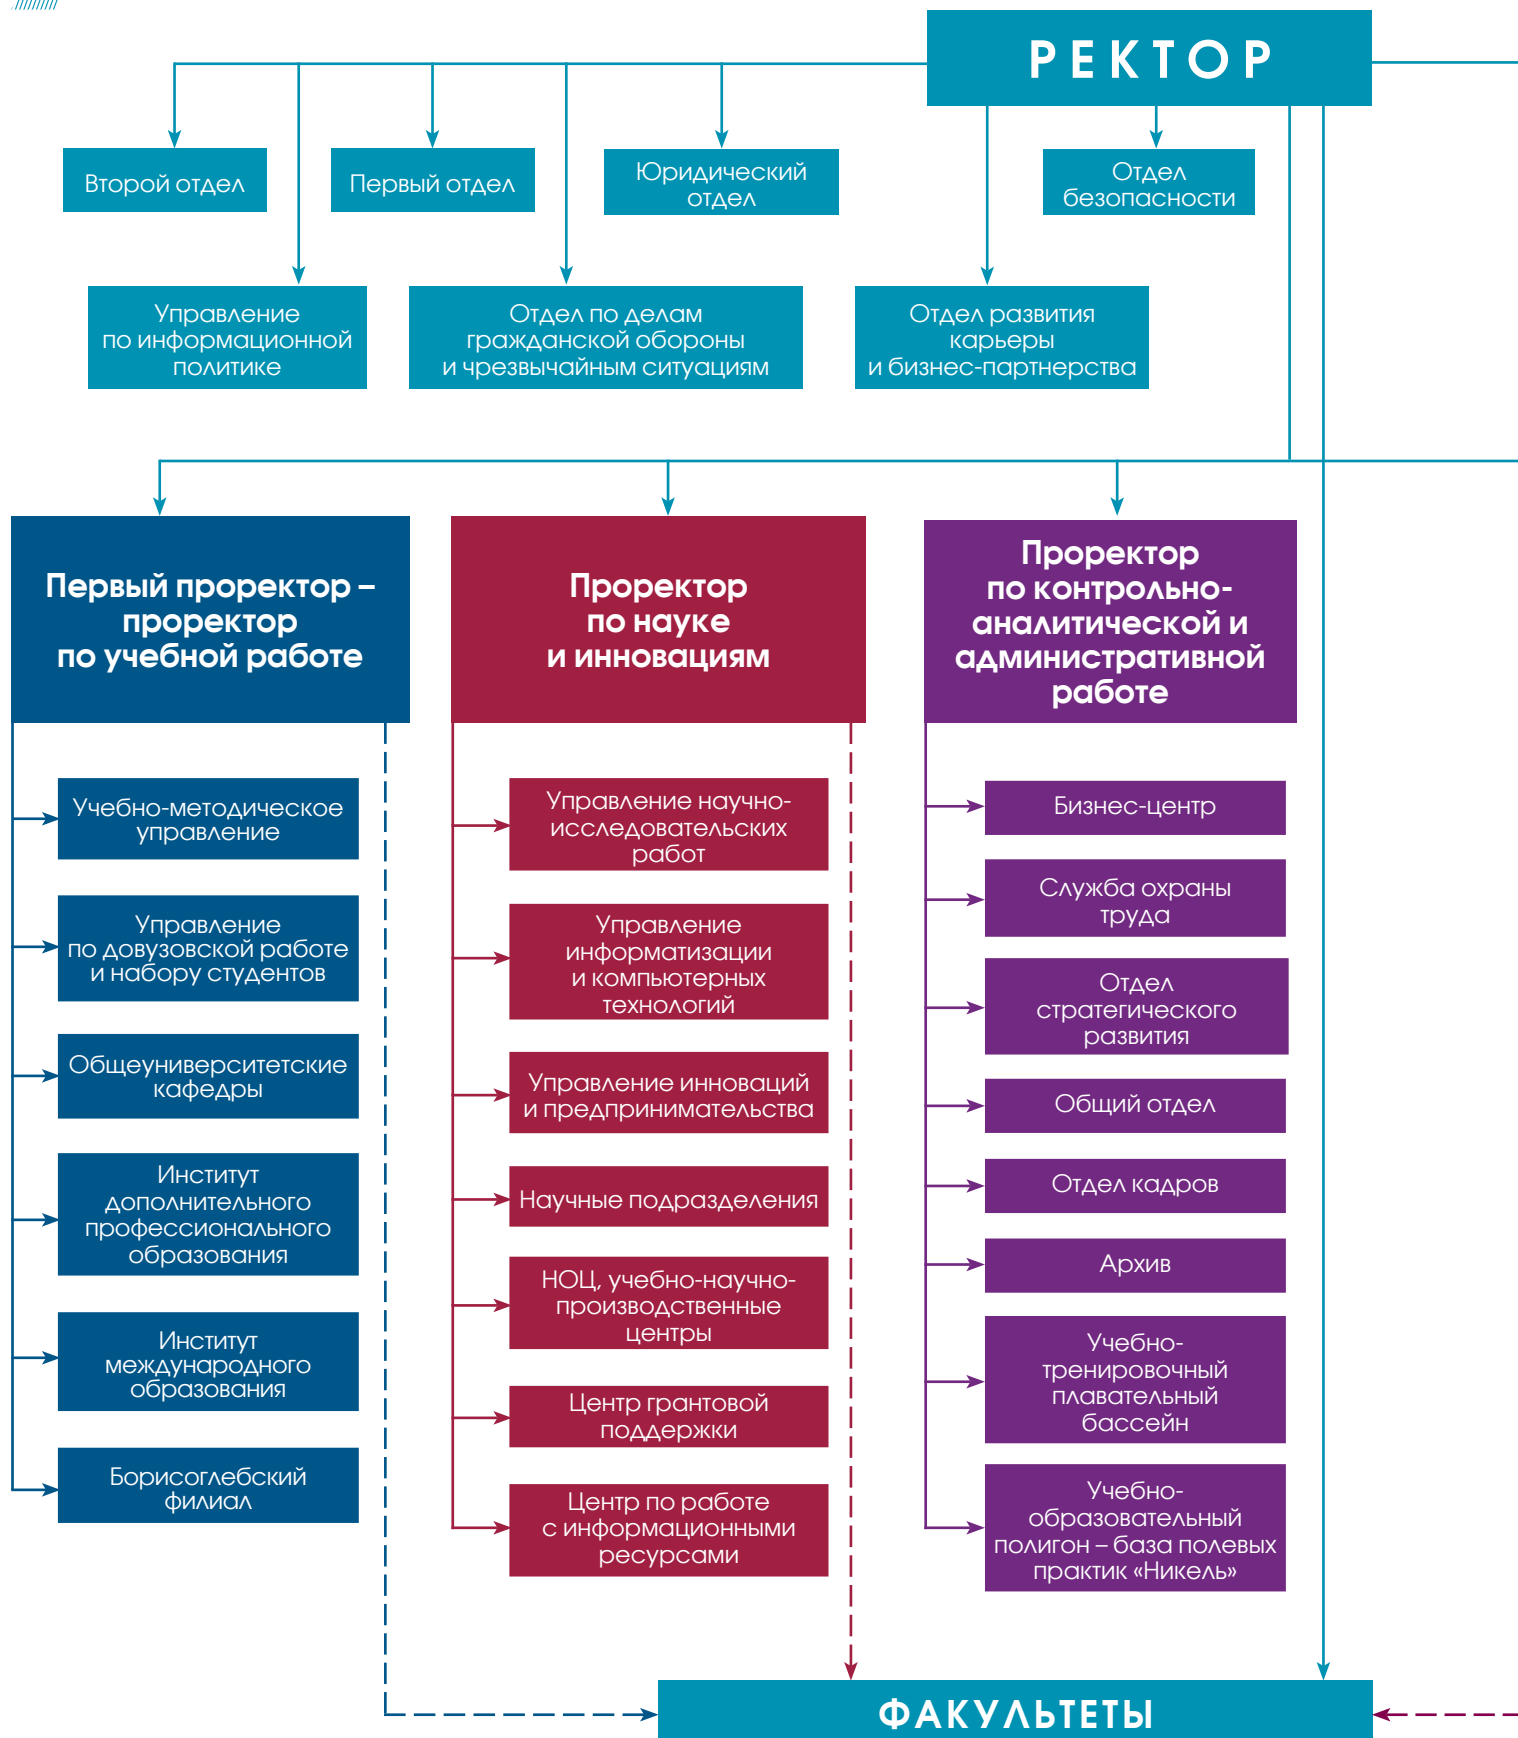 РЕКТОР
Второй отдел
Первый отдел
Юридический
отдел
Отдел
безопасности
Управление
по информационной
политике
Отдел по делам
гражданской обороны
и чрезвычайным ситуациям
Отдел развития
карьеры
и бизнес-партнерства
Первый проректор –
проректор
по учебной работе
Проректор
по науке
и инновациям
Проректор
по контрольно-
аналитической и
административной
работе
Учебно-методическое
управление
Управление
по довузовской работе
и набору студентов
Общеуниверситетские
кафедры
Институт
дополнительного
профессионального
образования
Институт
международного
образования
Борисоглебский
филиал
Управление научно-
исследовательских
работ
Управление
информатизации
и компьютерных
технологий
Управление инноваций
и предпринимательства
Научные подразделения
НОЦ, учебно-научно-
производственные
центры
Центр грантовой
поддержки
Центр по работе
с информационными
ресурсами
Бизнес-центр
Служба охраны
труда
Отдел
стратегического
развития
Общий отдел
Отдел кадров
Архив
Учебно-
тренировочный
плавательный
бассейн
Учебно-
образовательный
полигон – база полевых
практик «Никель»
ФАКУЛЬТЕТЫ